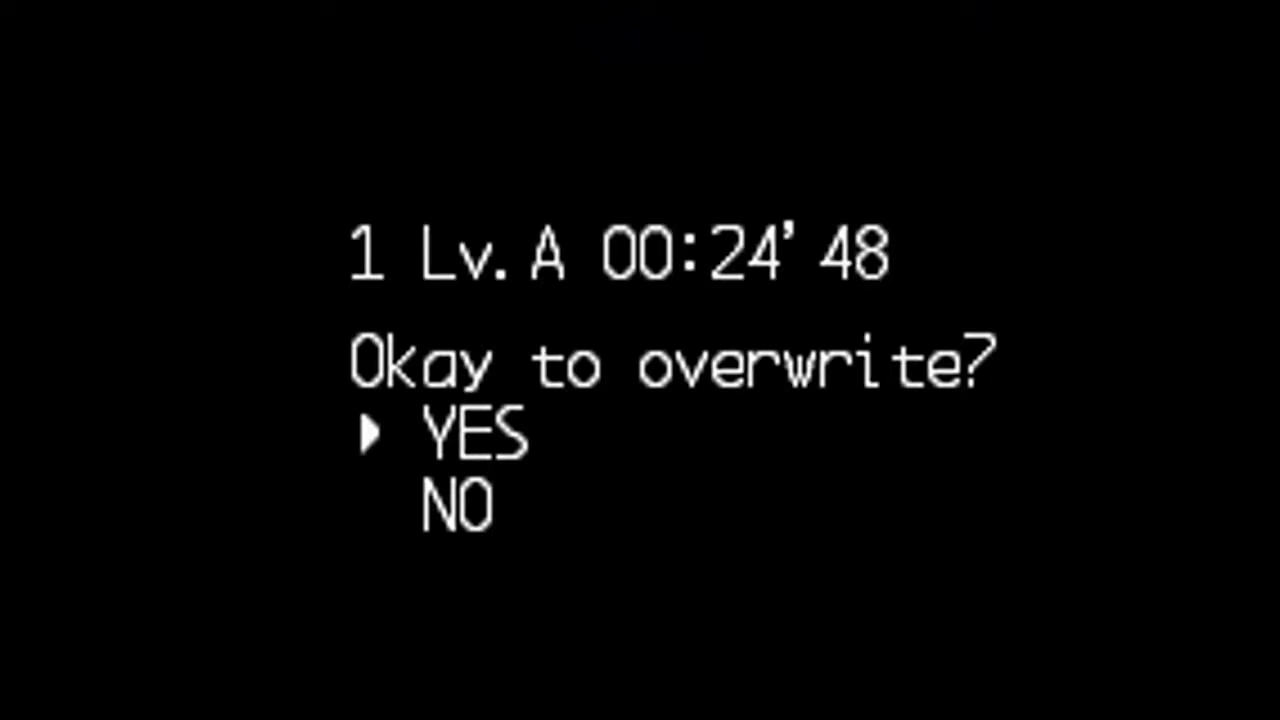 1 Lv. A 00:24’48
Okay to overwrite?
YES
NO